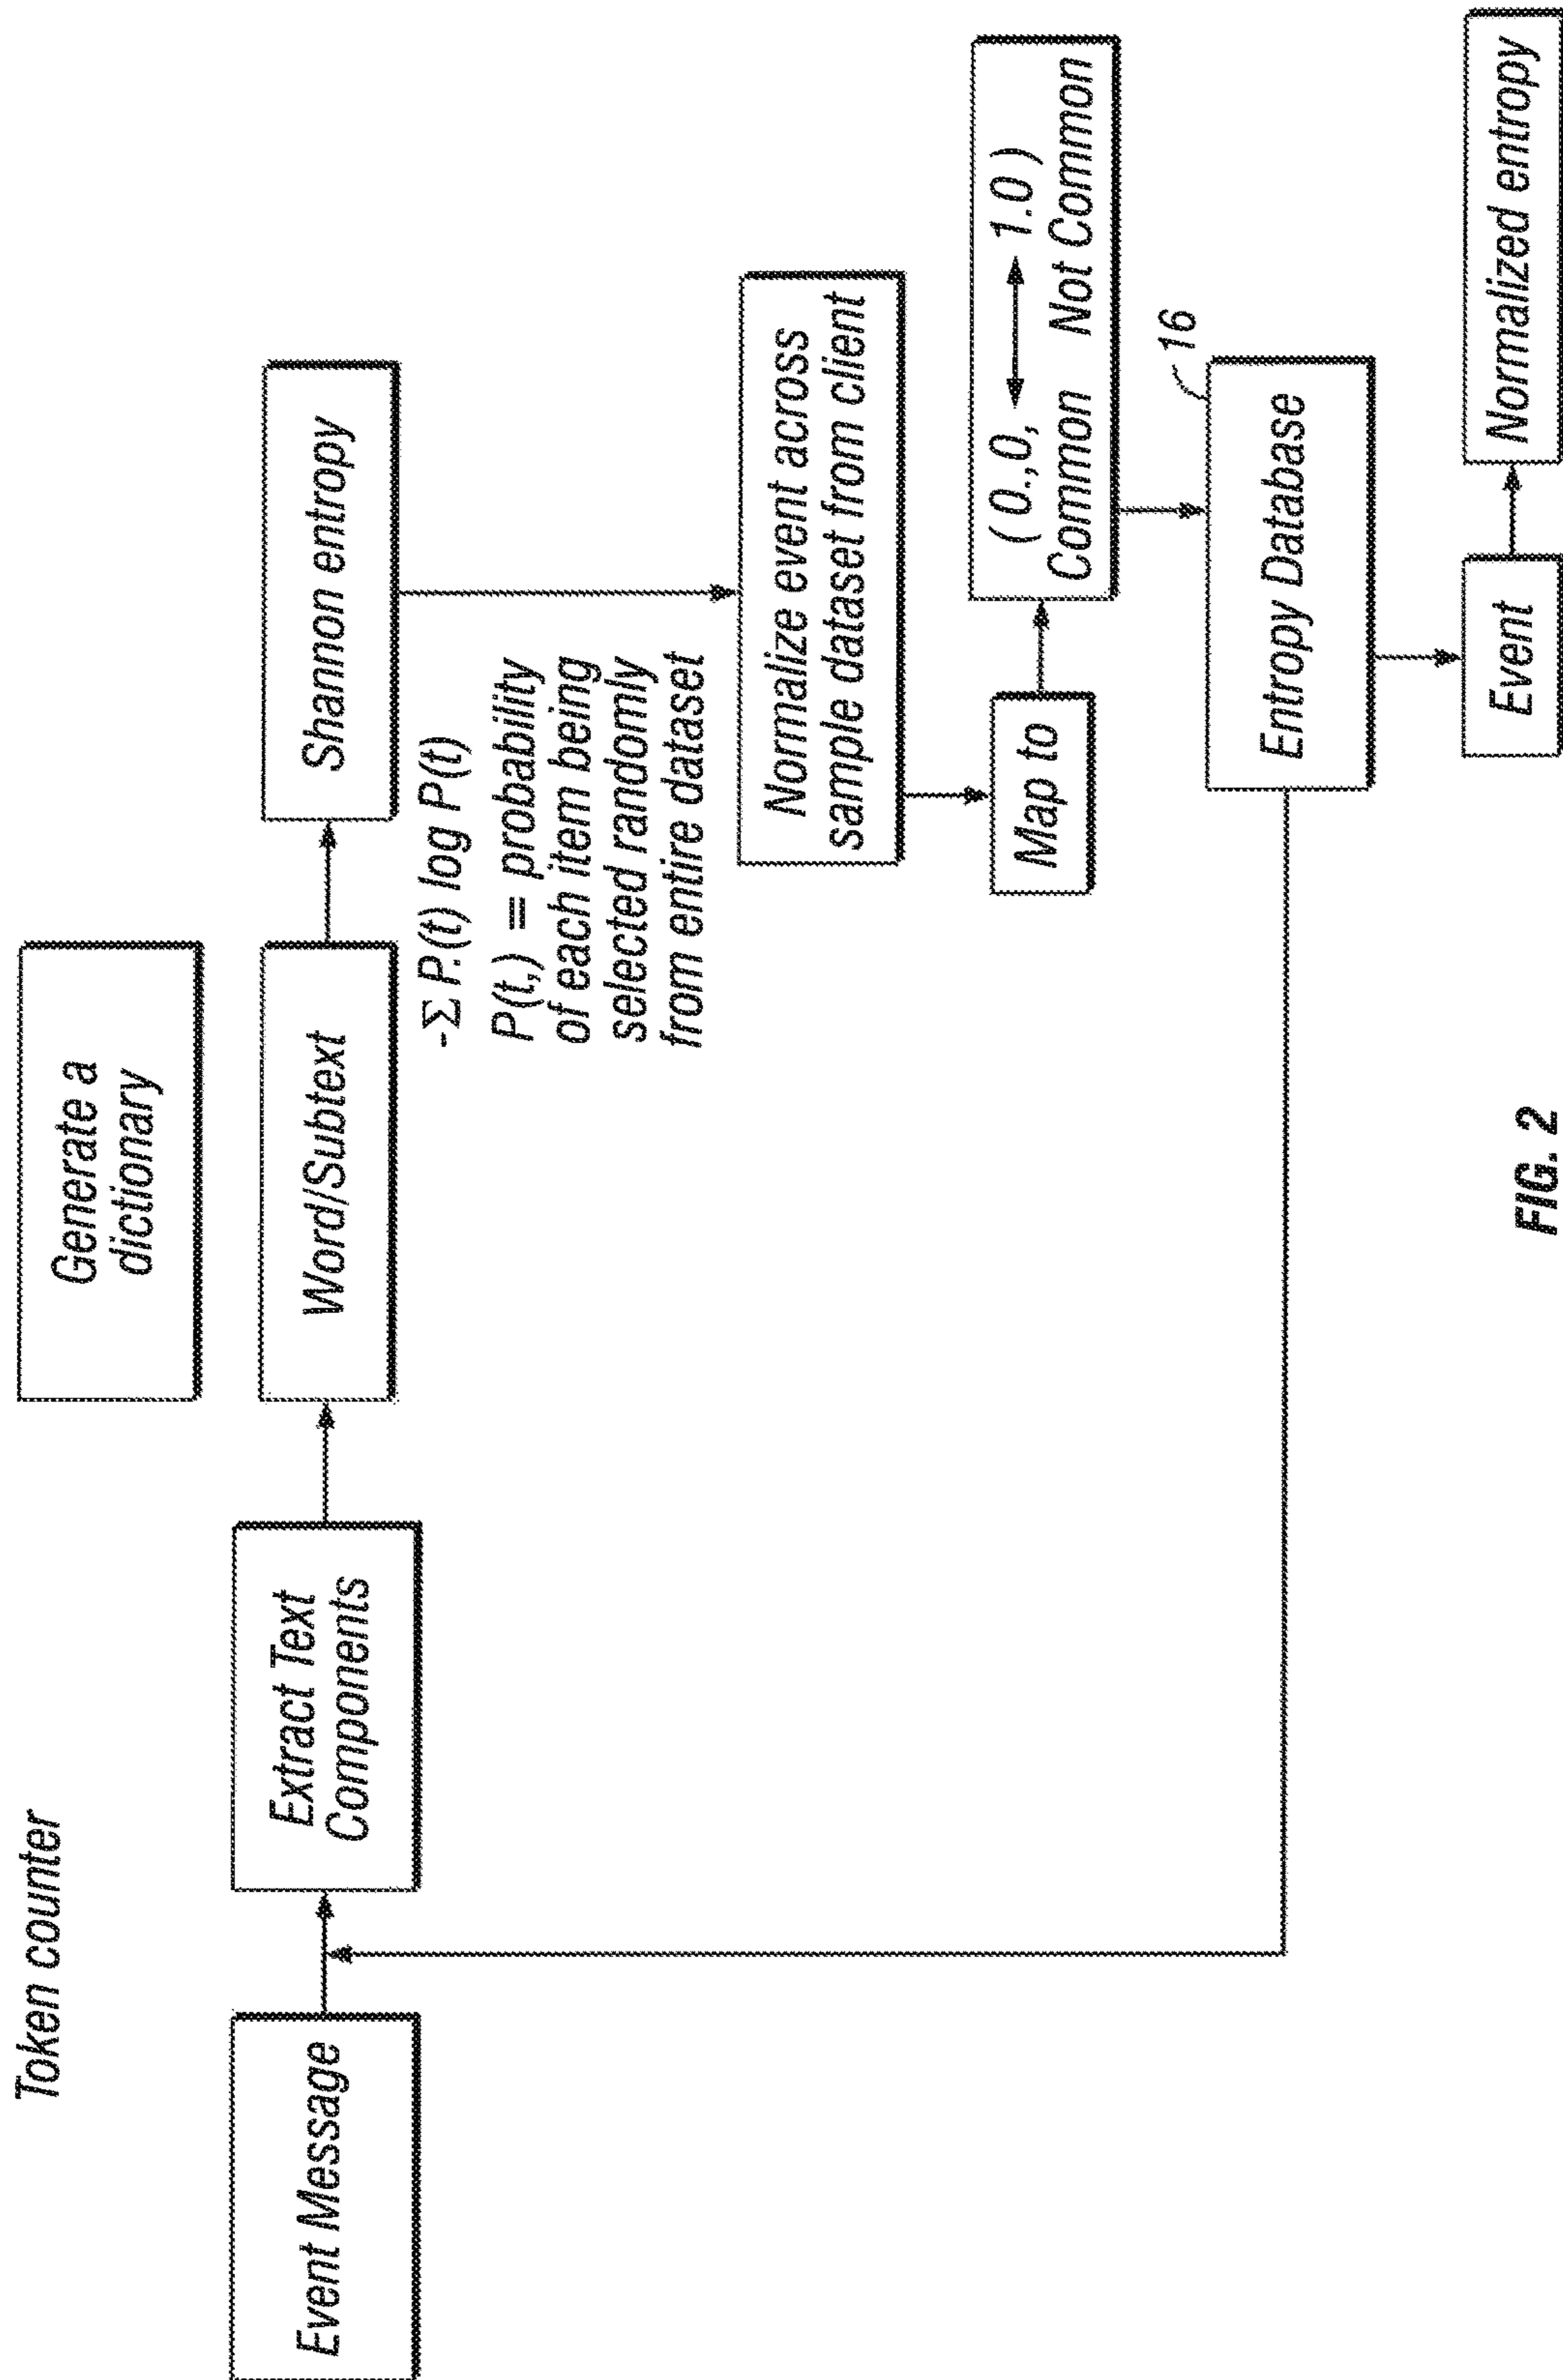 Token counter
Generate a
dictionary
Event Message
Extract Text
Components
Word/Subtext
Shannon entropy
-Σ P.(t) log P(t)
P(t,) = probability
of each item being
selected randomly
from entire dataset
Normalize event across
sample dataset from client
Map to
( 0.,0, 1.0 )
Common Not Common
16
Entropy Database
Event
Normalized entropy
FIG. 2